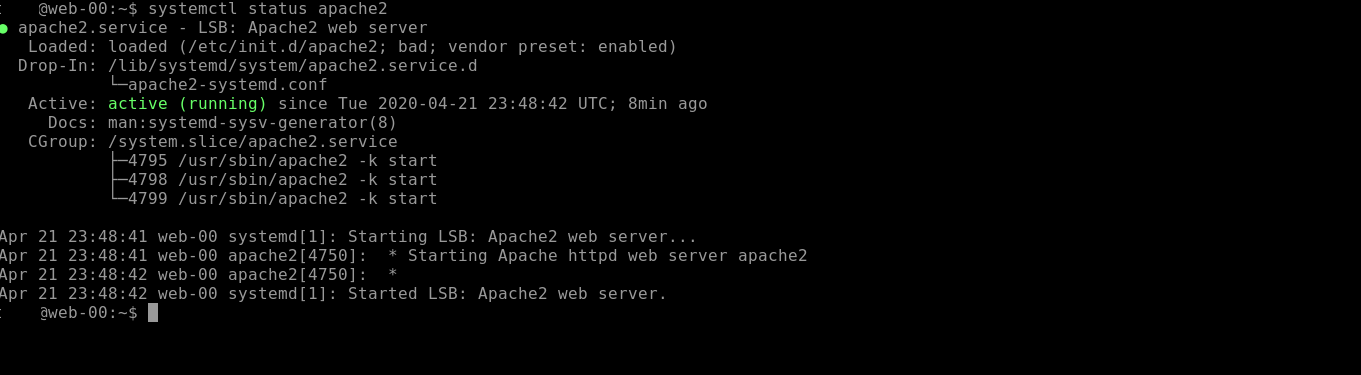 @web-00:~$ systemctl status apache2
● apache2.service - LSB: Apache2 web server
   Loaded: loaded (/etc/init.d/apache2; bad; vendor preset: enabled)
  Drop-In: /lib/systemd/system/apache2.service.d
           └─apache2-systemd.conf
   Active: active (running) since Tue 2020-04-21 23:48:42 UTC; 8min ago
     Docs: man:systemd-sysv-generator(8)
   CGroup: /system.slice/apache2.service
           ├─4795 /usr/sbin/apache2 -k start
           ├─4798 /usr/sbin/apache2 -k start
           └─4799 /usr/sbin/apache2 -k start

Apr 21 23:48:41 web-00 systemd[1]: Starting LSB: Apache2 web server...
Apr 21 23:48:41 web-00 apache2[4750]:  * Starting Apache httpd web server apache2
Apr 21 23:48:42 web-00 apache2[4750]:  *
Apr 21 23:48:42 web-00 systemd[1]: Started LSB: Apache2 web server.
@web-00:~$